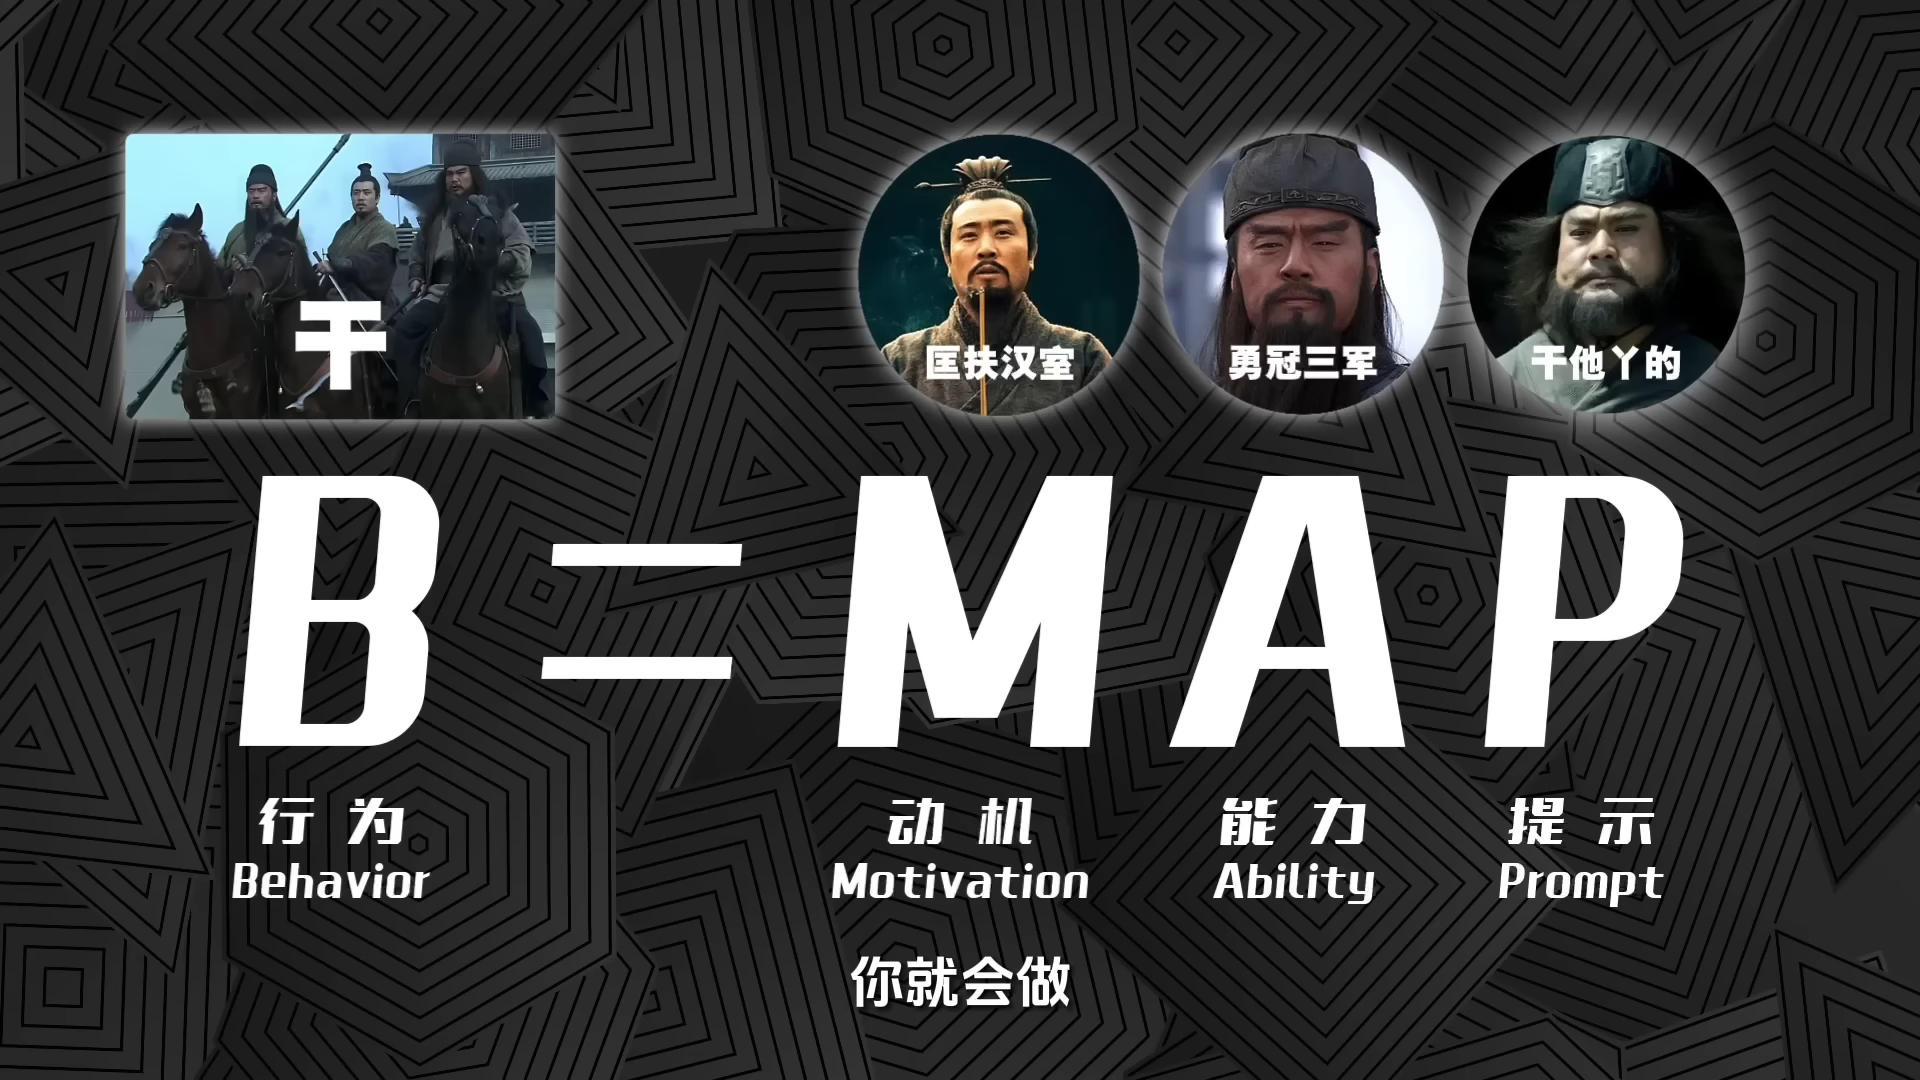 干
匡扶汉室
勇冠三军
干他丫的
B = M A P
行为
动机
能力
提示
Behavior
Motivation
Ability
Prompt
你就会做